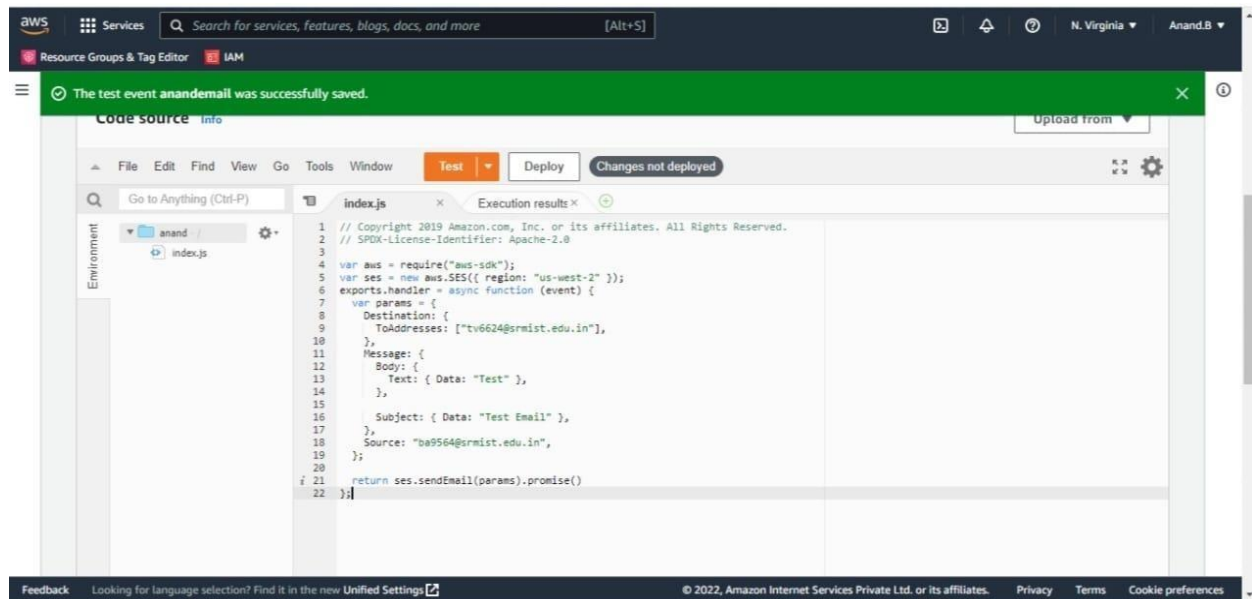 aws Services Search for services, features, blogs, docs, and more [Alt+S] N. Virginia ▼ Anand.B ▼
Resource Groups & Tag Editor IAM
The test event anandemail was successfully saved.
Code source Info Upload from ▼
File Edit Find View Go Tools Window Test Deploy Changes not deployed
Go to Anything (Ctrl-P) index.js × Execution results ×
Environment
anand /
index.js
1 // Copyright 2019 Amazon.com, Inc. or its affiliates. All Rights Reserved.
2 // SPDX-License-Identifier: Apache-2.0
3
4 var aws = require("aws-sdk");
5 var ses = new aws.SES({ region: "us-west-2" });
6 exports.handler = async function (event) {
7 var params = {
8 Destination: {
9 ToAddresses: ["tv6624@srmist.edu.in"],
10 },
11 Message: {
12 Body: {
13 Text: { Data: "Test" },
14 },
15
16 Subject: { Data: "Test Email" },
17 },
18 Source: "ba9564@srmist.edu.in",
19 };
20
i 21 return ses.sendEmail(params).promise()
22 };
Feedback Looking for language selection? Find it in the new Unified Settings © 2022, Amazon Internet Services Private Ltd. or its affiliates. Privacy Terms Cookie preferences